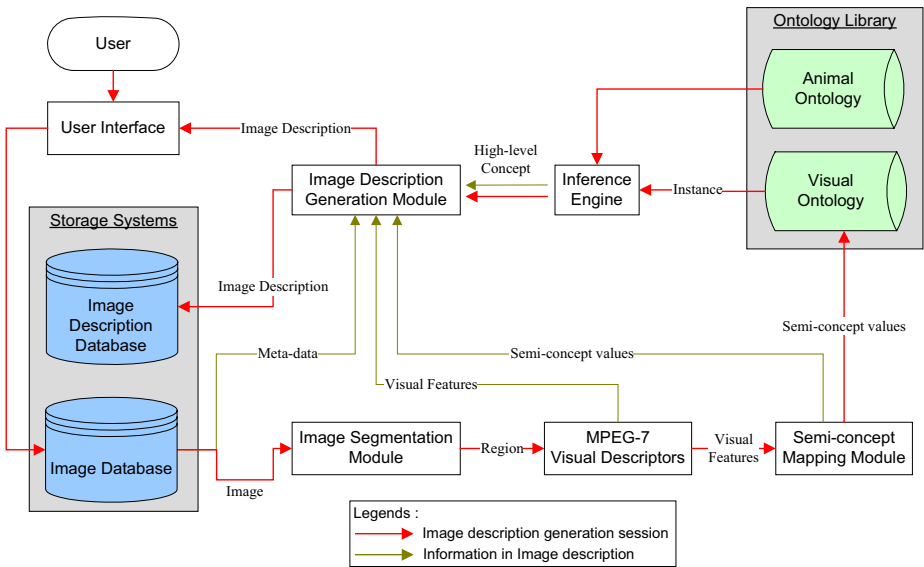 Ontology Library
User
Animal
Ontology
User Interface
Image Description
High-level
Concept
Image Description
Generation Module
Inference
Engine
Instance
Visual
Ontology
Storage Systems
Image Description
Image
Description
Database
Semi-concept values
Meta-data
Semi-concept values
Visual Features
Image Database
Image
Image Segmentation
Module
Region
MPEG-7
Visual Descriptors
Visual
Features
Semi-concept
Mapping Module
Legends :
Image description generation session
Information in Image description